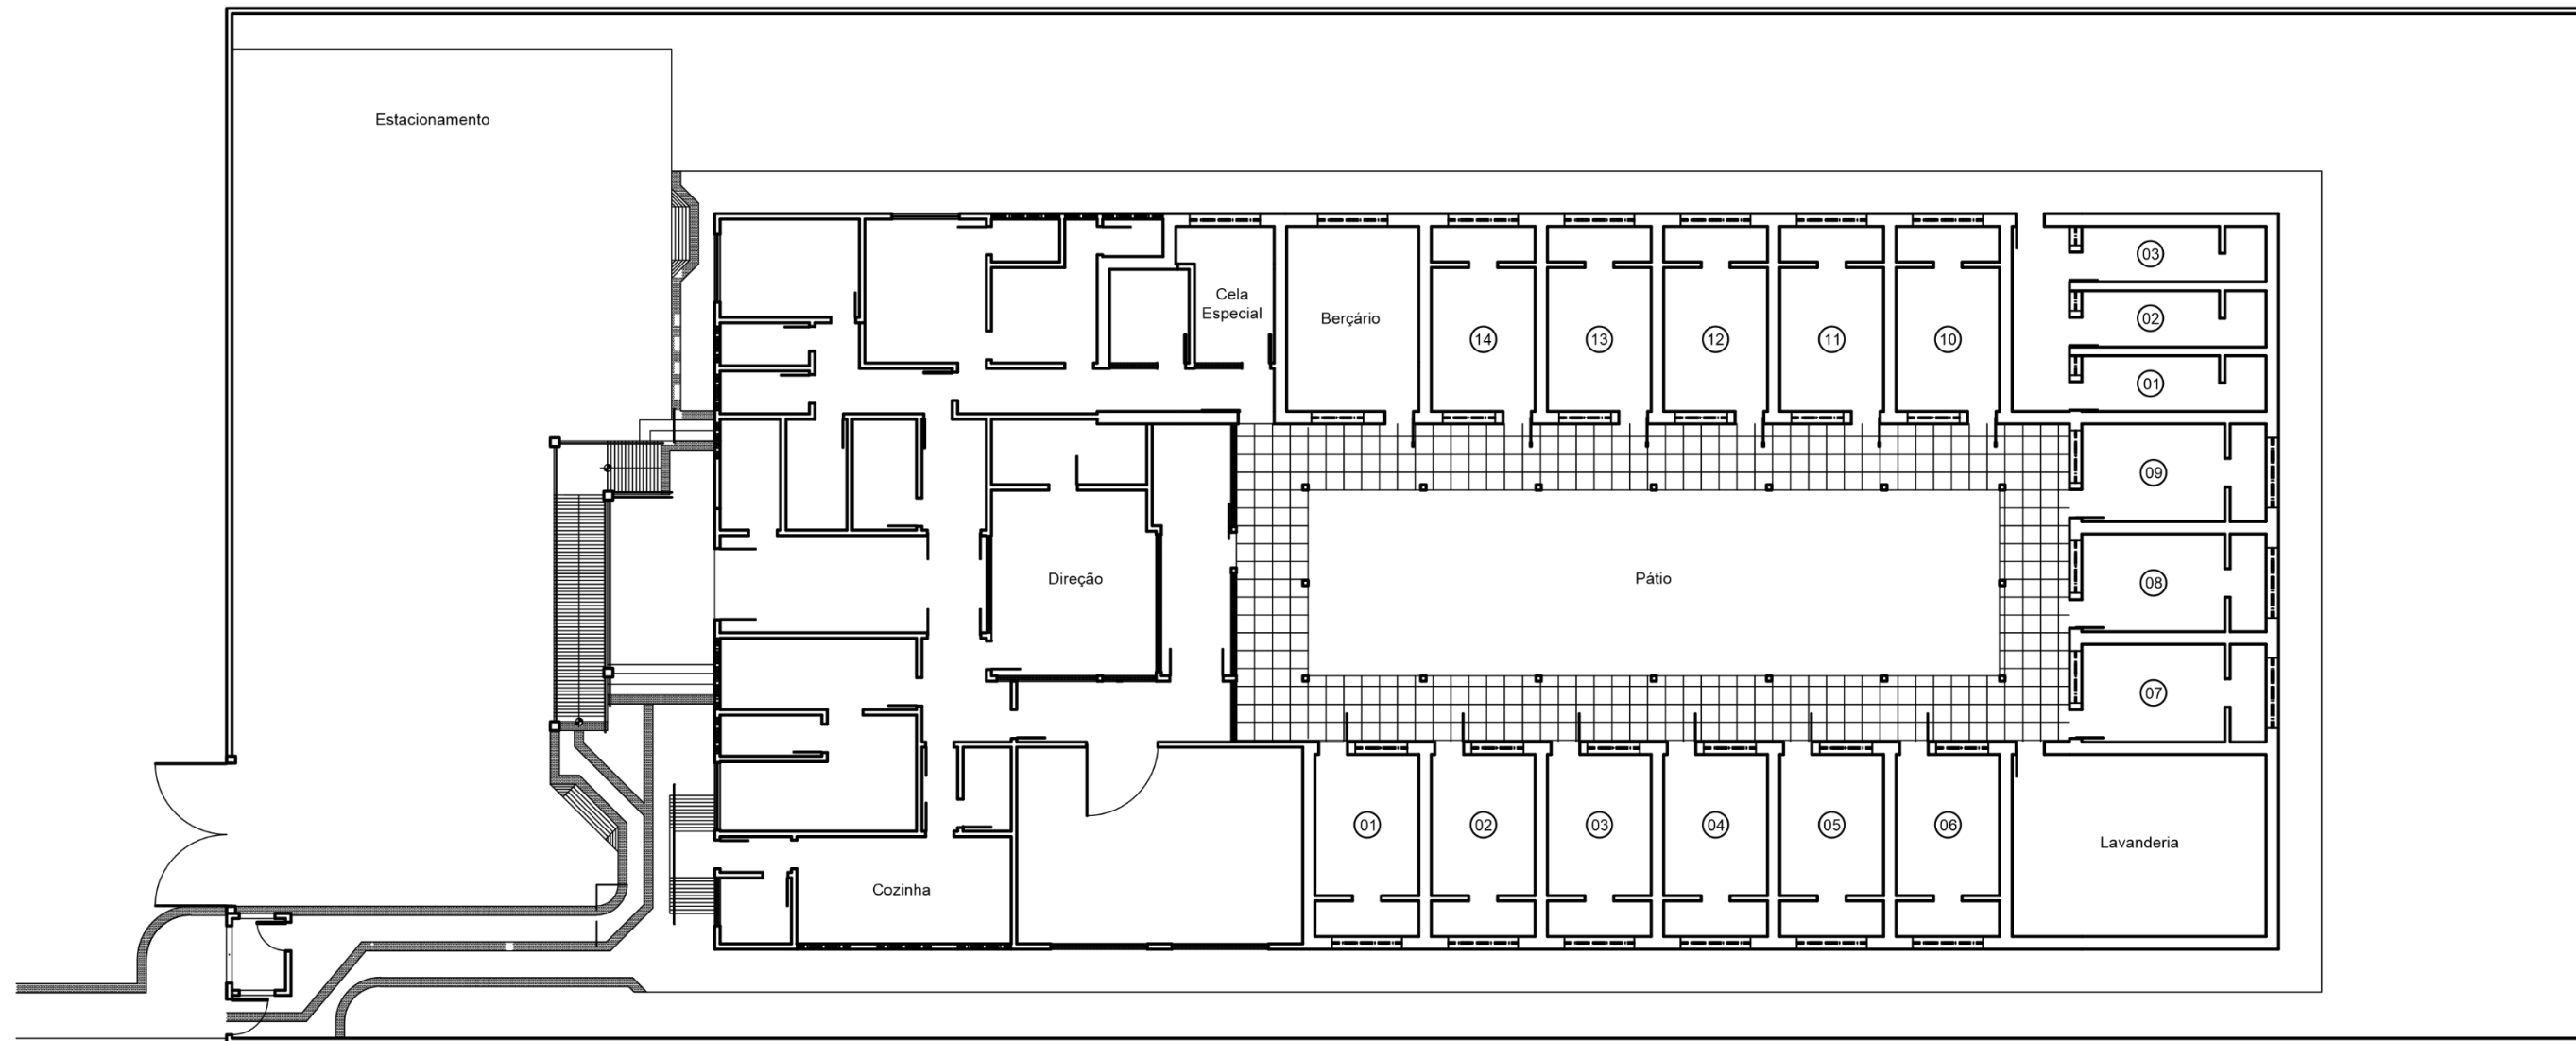 Estacionamento
03
02
01
Cela
Especial
Berçário
14
13
12
11
10
09
08
07
Direção
Pátio
01
02
03
04
05
06
Lavanderia
Cozinha